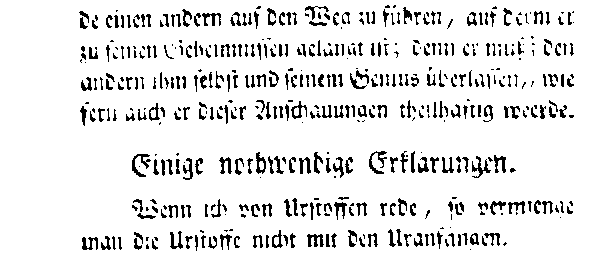 de einen andern auf den Weg zu führen, auf dem er
zu seinen Geheimnissen gelangt ist; denn er muß den
andern ihm selbst und seinem Genius überlassen, wie
fern auch er dieser Anschauungen theilhaftig werde.
Einige nothwendige Erklärungen.
Wenn ich von Urstoffen rede, so vermenge
man die Urstoffe nicht mit den Uranfängen.